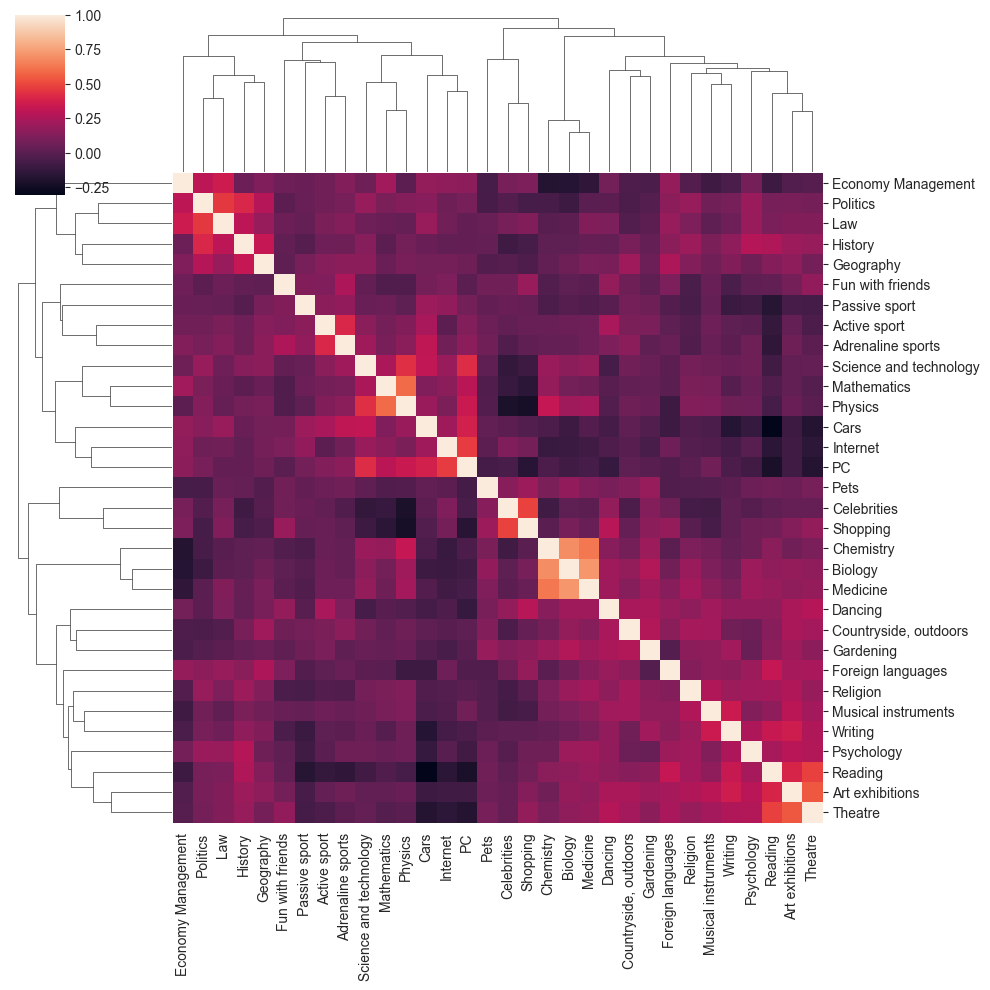 1.00
0.75
0.50
0.25
0.00
−0.25
Economy Management
Politics
Law
History
Geography
Fun with friends
Passive sport
Active sport
Adrenaline sports
Science and technology
Mathematics
Physics
Cars
Internet
PC
Pets
Celebrities
Shopping
Chemistry
Biology
Medicine
Dancing
Countryside, outdoors
Gardening
Foreign languages
Religion
Musical instruments
Writing
Psychology
Reading
Art exhibitions
Theatre
Economy Management
Politics
Law
History
Geography
Fun with friends
Passive sport
Active sport
Adrenaline sports
Science and technology
Mathematics
Physics
Cars
Internet
PC
Pets
Celebrities
Shopping
Chemistry
Biology
Medicine
Dancing
Countryside, outdoors
Gardening
Foreign languages
Religion
Musical instruments
Writing
Psychology
Reading
Art exhibitions
Theatre